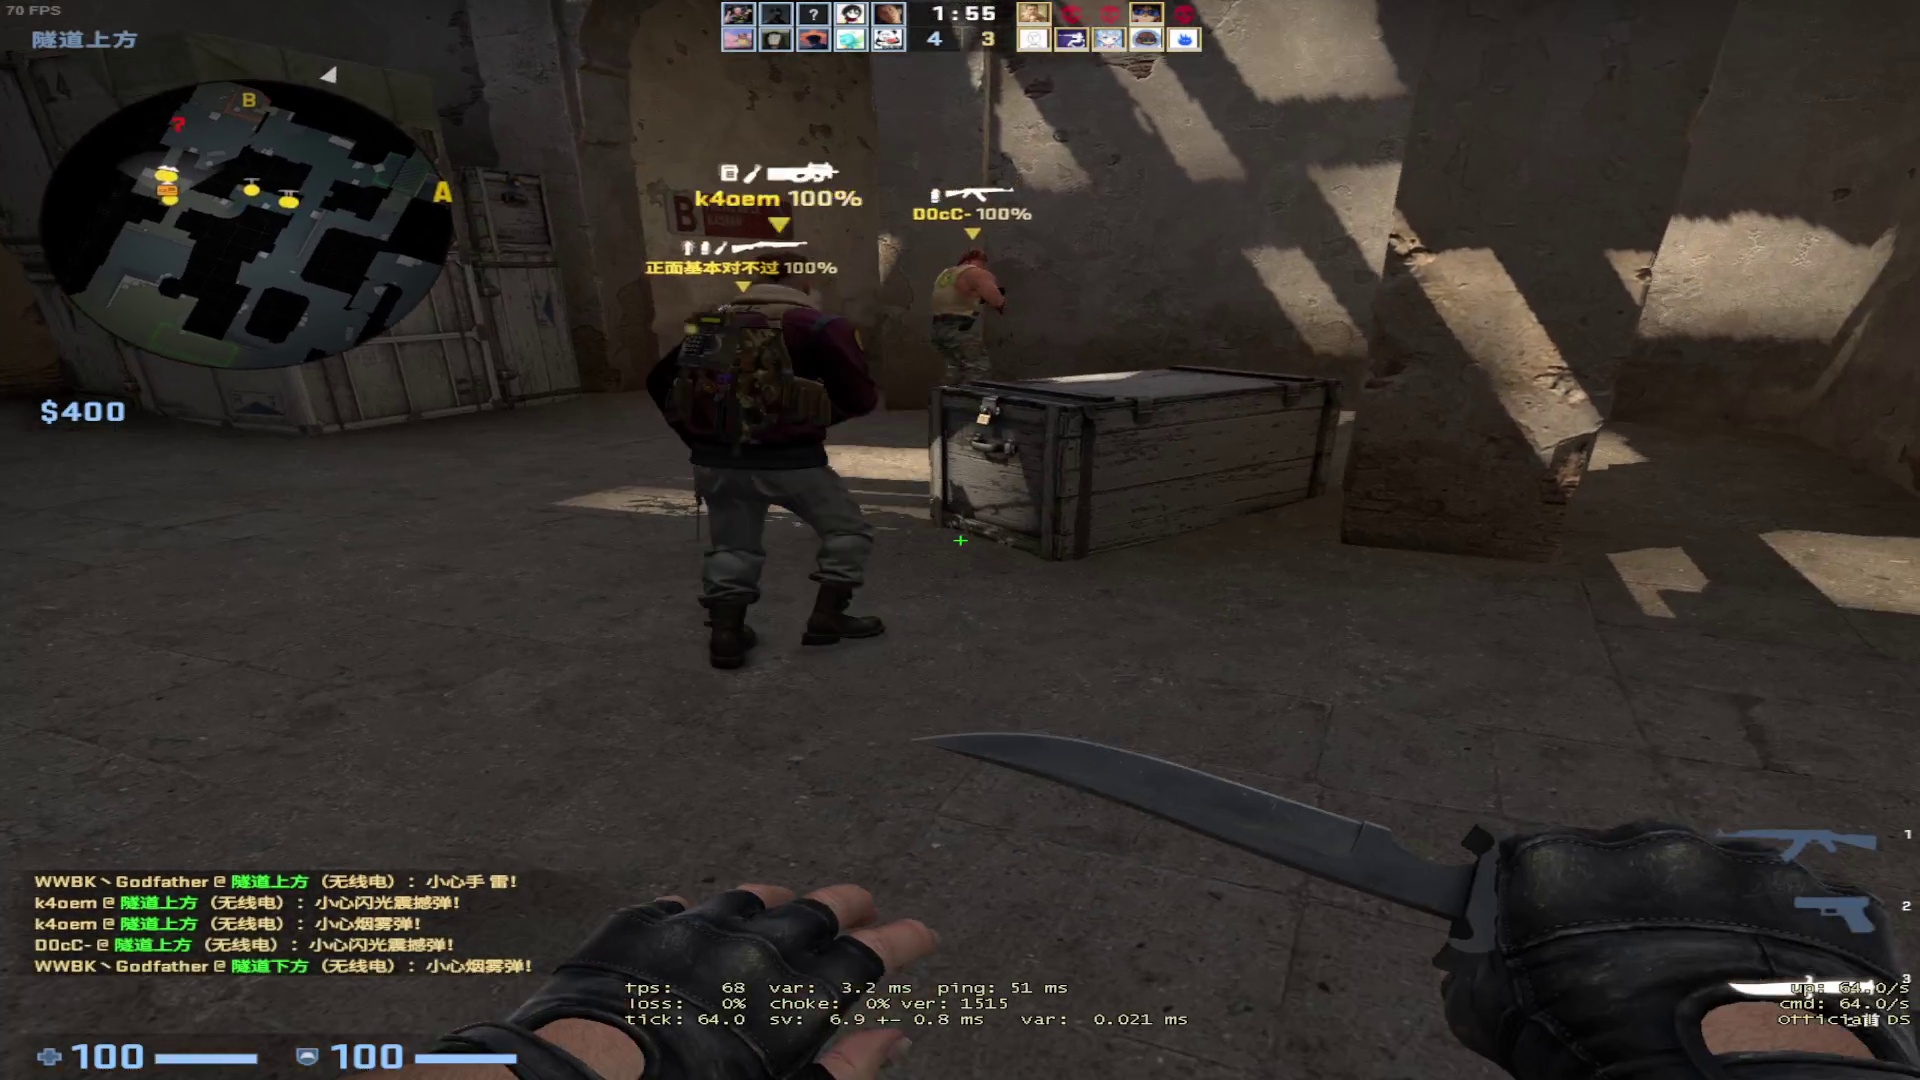 70 FPS
隧道上方
1:55
4 3
B
?
A
k4oem 100%
D0cC- 100%
B
正面基本对不过 100%
$400
WWBK丶Godfather @ 隧道上方 （无线电）： 小心手雷！
k4oem @ 隧道上方 （无线电）： 小心闪光震撼弹！
k4oem @ 隧道上方 （无线电）： 小心烟雾弹！
D0cC- @ 隧道上方 （无线电）： 小心闪光震撼弹！
WWBK丶Godfather @ 隧道下方 （无线电）： 小心烟雾弹！
1
2
3
fps: 68 var: 3.2 ms ping: 51 ms
loss: 0% choke: 0% ver: 1515
tick: 64.0 sv: 6.9 +- 0.8 ms var: 0.021 ms
up: 64.0/s
cmd: 64.0/s
official DS
100 100